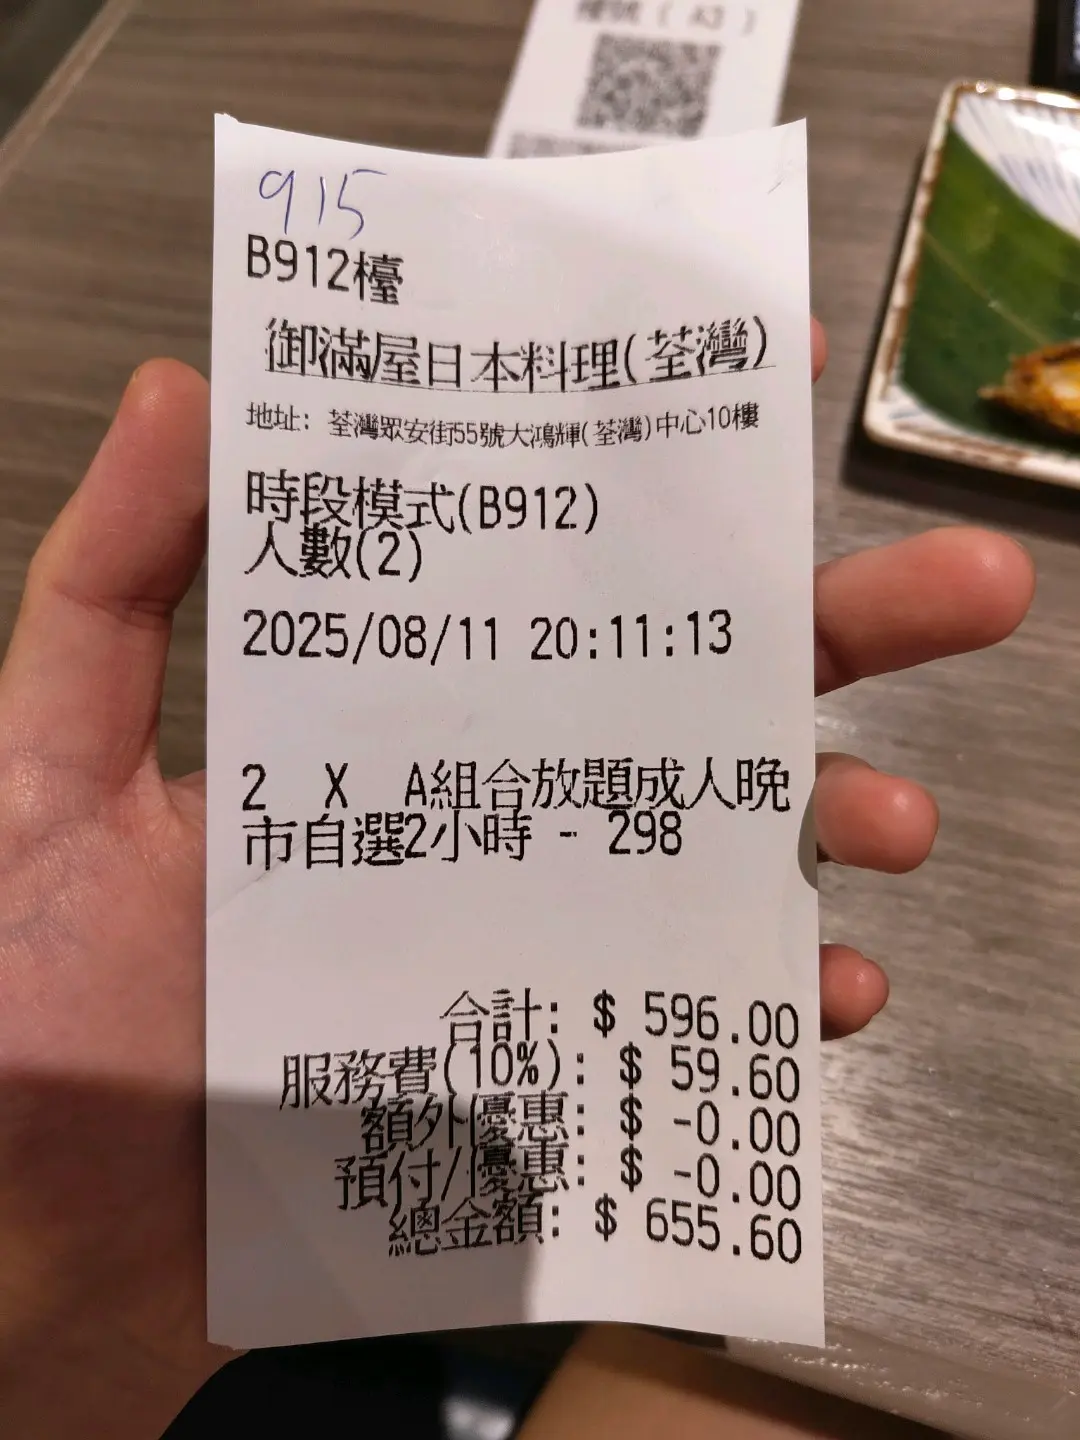 檯號 ( A3 )
915
B912檯
御滿屋日本料理(荃灣)
地址: 荃灣眾安街55號大鴻輝(荃灣)中心10樓
時段模式(B912)
人數(2)
2025/08/11 20:11:13
2 X A組合放題成人晚
市自選2小時 - 298
合計: $ 596.00
服務費(10%): $ 59.60
額外優惠: $ -0.00
預付/優惠: $ -0.00
總金額: $ 655.60